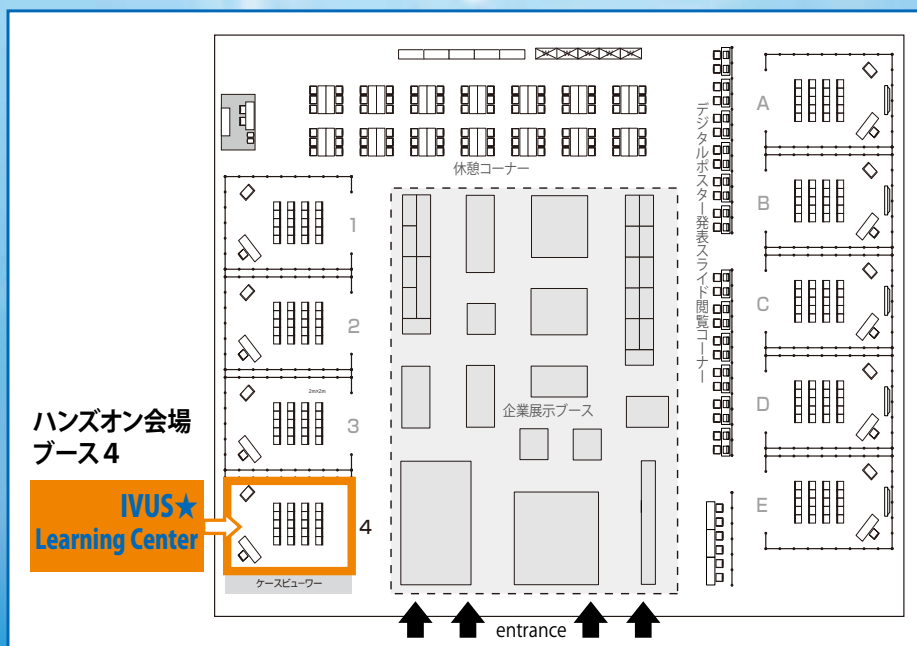 休憩コーナー
デジタルポスター発表スライド閲覧コーナー
A
B
C
D
E
1
2
2m×2m
3
企業展示ブース
ハンズオン会場
ブース4
IVUS★
Learning Center
4
ケースビューワー
entrance